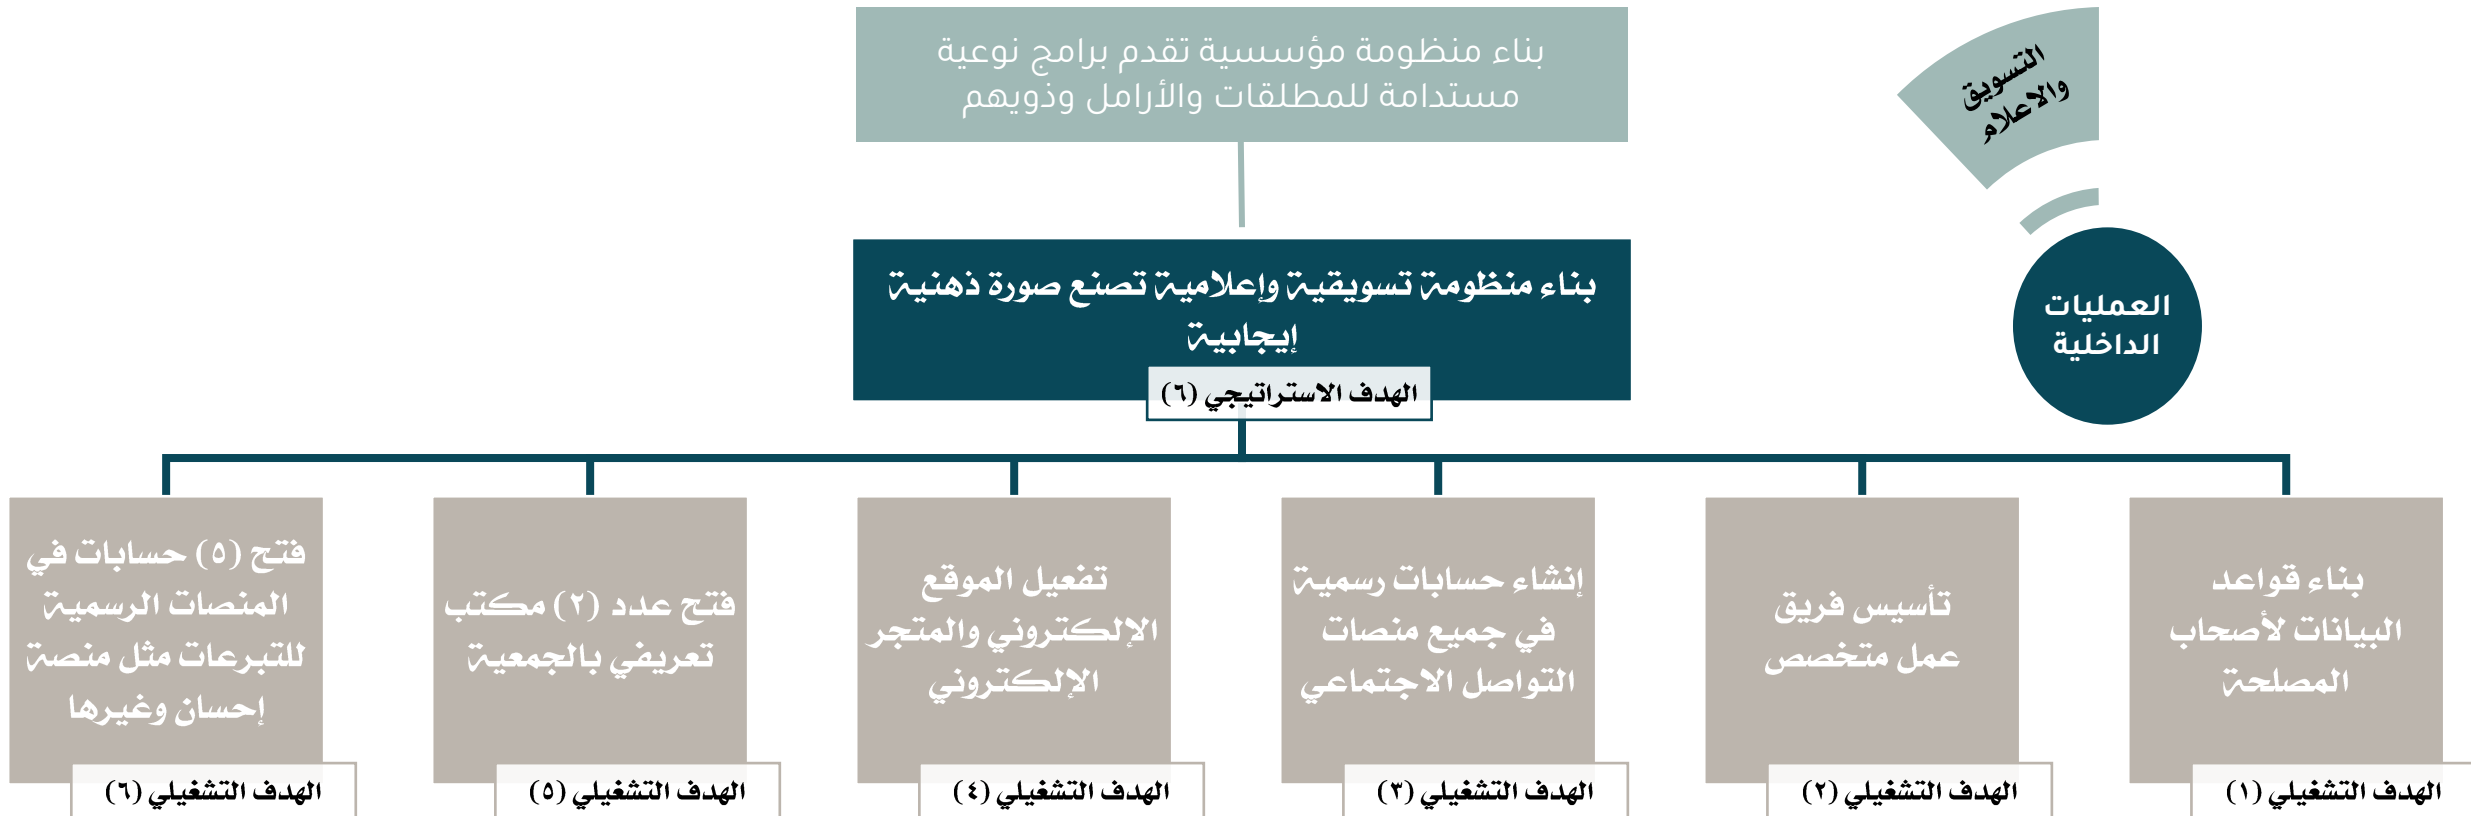 بناء منظومة مؤسسية تقدم برامج نوعية
مستدامة للمطلقات والأرامل وذويهم
التسويق
والاعلام
العمليات
الداخلية
بناء منظومة تسويقية وإعلامية تصنع صورة ذهنية
إيجابية
الهدف الاستراتيجي (٦)
بناء قواعد
البيانات لأصحاب
المصلحة
الهدف التشغيلي (١)
تأسيس فريق
عمل متخصص
الهدف التشغيلي (٢)
إنشاء حسابات رسمية
في جميع منصات
التواصل الاجتماعي
الهدف التشغيلي (٣)
تفعيل الموقع
الإلكتروني والمتجر
الإلكتروني
الهدف التشغيلي (٤)
فتح عدد (٢) مكتب
تعريفي بالجمعية
الهدف التشغيلي (٥)
فتح (٥) حسابات في
المنصات الرسمية
للتبرعات مثل منصة
إحسان وغيرها
الهدف التشغيلي (٦)